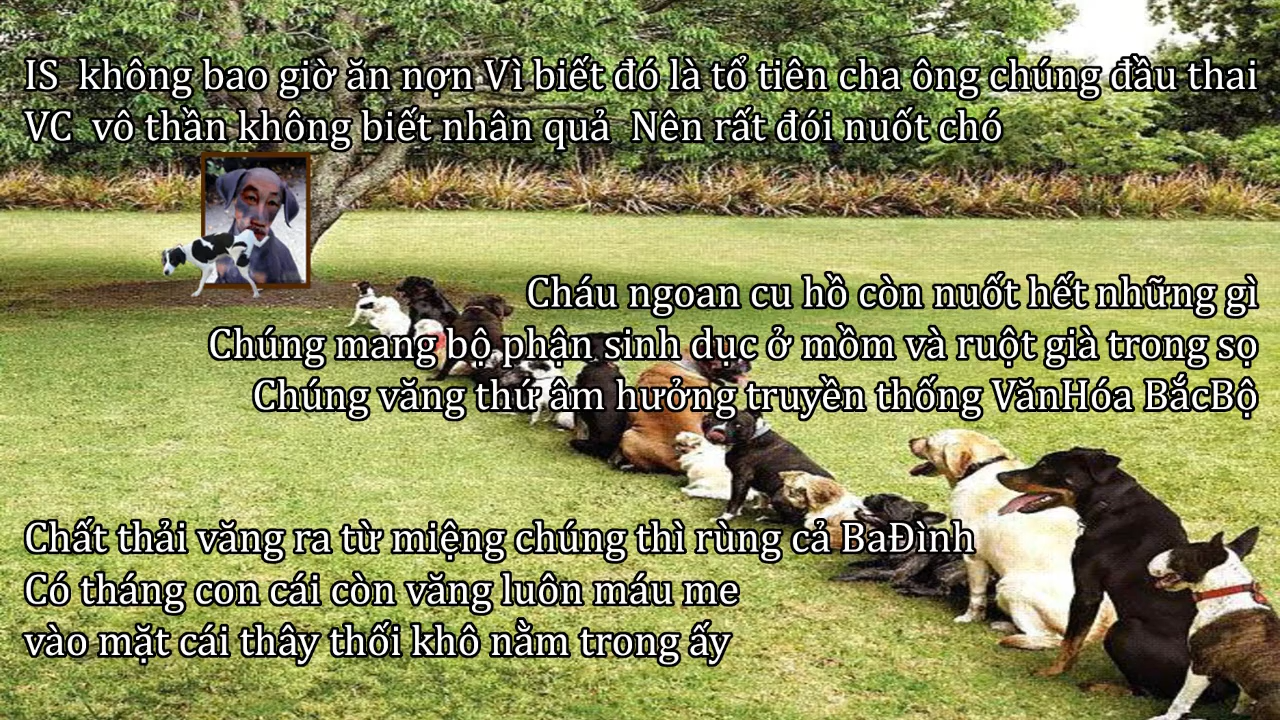 IS không bao giờ ăn nợn Vì biết đó là tổ tiên cha ông chúng đầu thai
VC vô thần không biết nhân quả Nên rất đói nuốt chó
Cháu ngoan cu hồ còn nuốt hết những gì
Chúng mang bộ phận sinh dục ở mồm và ruột già trong sọ
Chúng văng thứ âm hưởng truyền thống VănHóa BắcBộ
Chất thải văng ra từ miệng chúng thì rùng cả BaĐình
Có tháng con cái còn văng luôn máu me
vào mặt cái thây thối khô nằm trong ấy